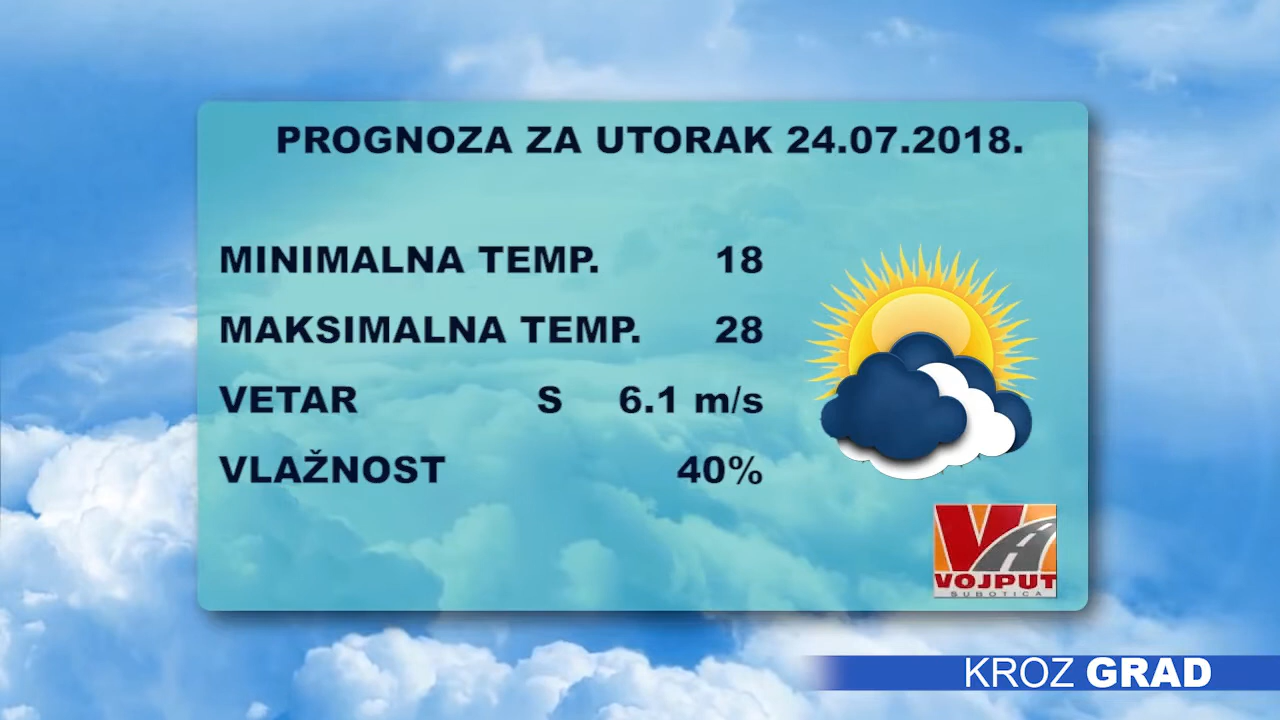 PROGNOZA ZA UTORAK 24.07.2018.
MINIMALNA TEMP. 18
MAKSIMALNA TEMP. 28
VETAR S 6.1 m/s
VLAŽNOST 40%
VOJPUT
SUBOTICA
KROZ GRAD